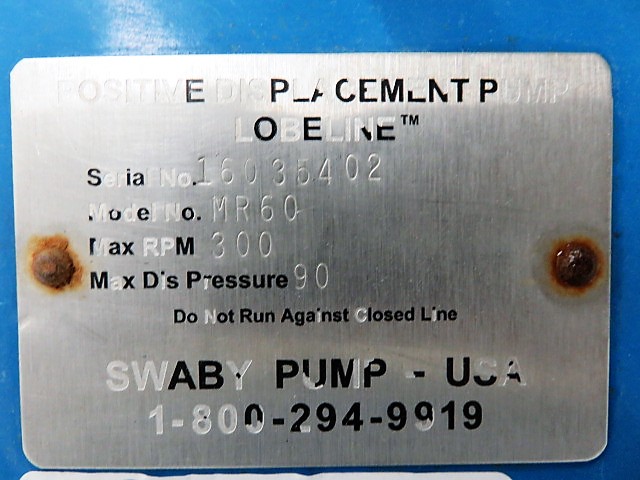 POSITIVE DISPLACEMENT PUMP
LOBELINE™
Serial No. 16035402
Model No. MR60
Max RPM 300
Max Dis Pressure 90
Do Not Run Against Closed Line
SWABY PUMP - USA
1-800-294-9919